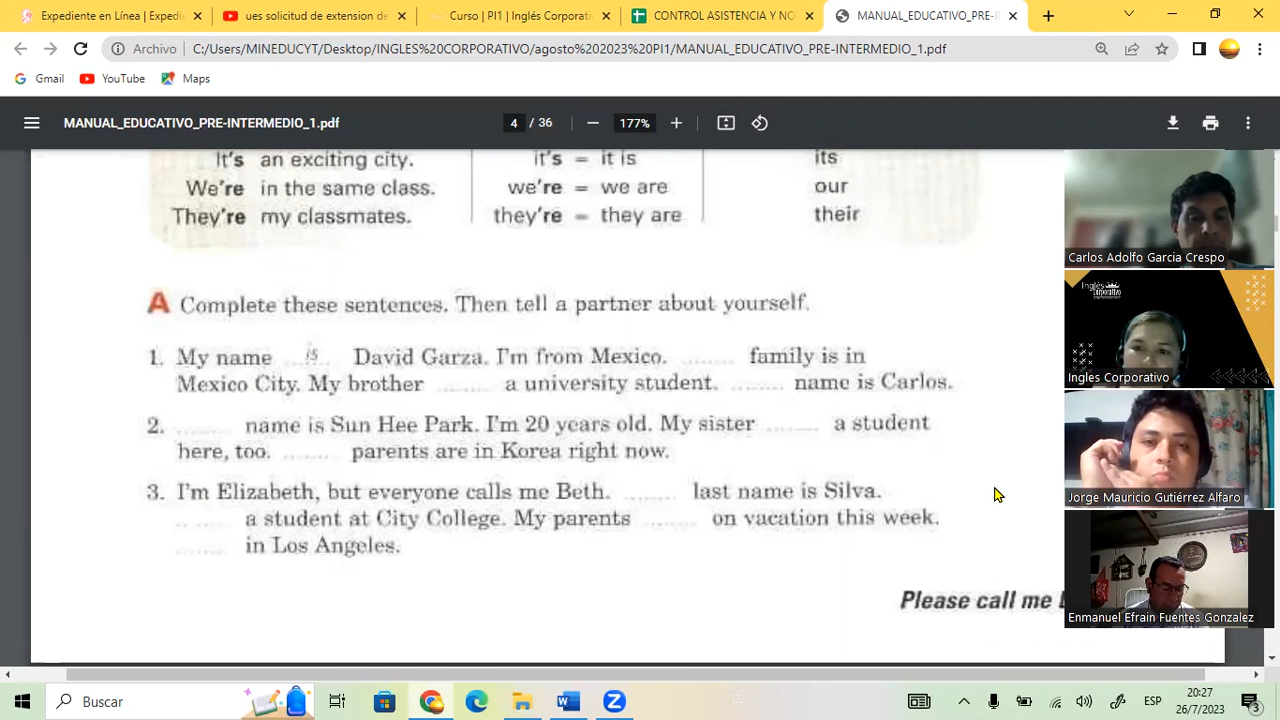 Expediente en Línea | Expedi
ues solicitud de extension de
Curso | PI1 | Inglés Corporativ
CONTROL ASISTENCIA Y NO
MANUAL_EDUCATIVO_PRE-IN
Archivo | C:/Users/MINEDUCYT/Desktop/INGLES%20CORPORATIVO/agosto%202023%20PI1/MANUAL_EDUCATIVO_PRE-INTERMEDIO_1.pdf
Gmail YouTube Maps
MANUAL_EDUCATIVO_PRE-INTERMEDIO_1.pdf 4 / 36 177%
It's an exciting city. it's = it is its
We're in the same class. we're = we are our
They're my classmates. they're = they are their
A Complete these sentences. Then tell a partner about yourself.
1. My name is David Garza. I'm from Mexico. ........ family is in
Mexico City. My brother ........ a university student. ........ name is Carlos.
2. ........ name is Sun Hee Park. I'm 20 years old. My sister ........ a student
here, too. ........ parents are in Korea right now.
3. I'm Elizabeth, but everyone calls me Beth. ........ last name is Silva.
........ a student at City College. My parents ........ on vacation this week.
........ in Los Angeles.
Please call me
Carlos Adolfo Garcia Crespo
Inglés
Corporativo
Ingles Corporativo
Jorge Mauricio Gutiérrez Alfaro
Enmanuel Efrain Fuentes Gonzalez
Buscar
ESP
20:27
26/7/2023
3